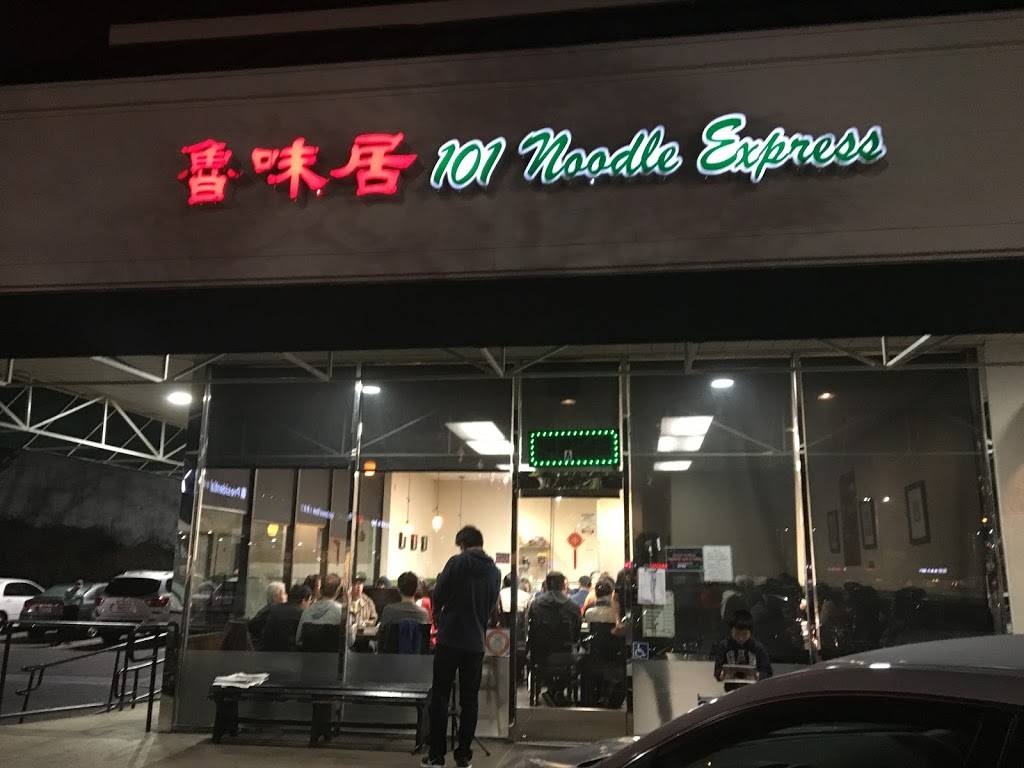 魯味居 101 Noodle Express